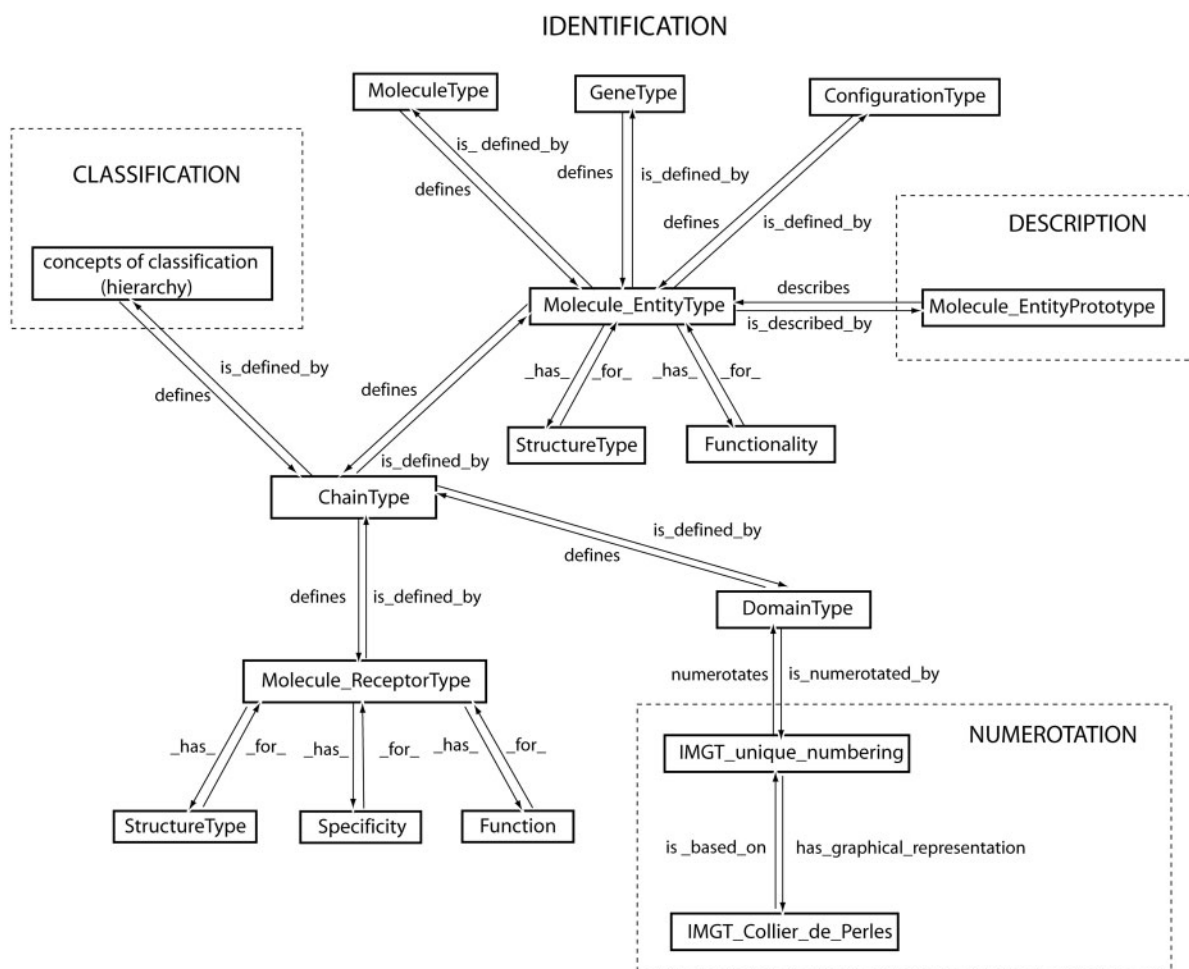 IDENTIFICATION
MoleculeType
GeneType
ConfigurationType
CLASSIFICATION
is_ defined_by
defines
defines
is_defined_by
defines
is_defined_by
DESCRIPTION
concepts of classification
(hierarchy)
Molecule_EntityType
describes
is_described_by
Molecule_EntityPrototype
is_defined_by
defines
defines
is_defined_by
_has_
_for_
_has_
_for_
StructureType
Functionality
ChainType
is_defined_by
defines
defines
is_defined_by
DomainType
Molecule_ReceptorType
numerotates
is_numerotated_by
_has_
_for_
_has_
_for_
_has_
_for_
StructureType
Specificity
Function
NUMEROTATION
IMGT_unique_numbering
is _based_on
has_graphical_representation
IMGT_Collier_de_Perles